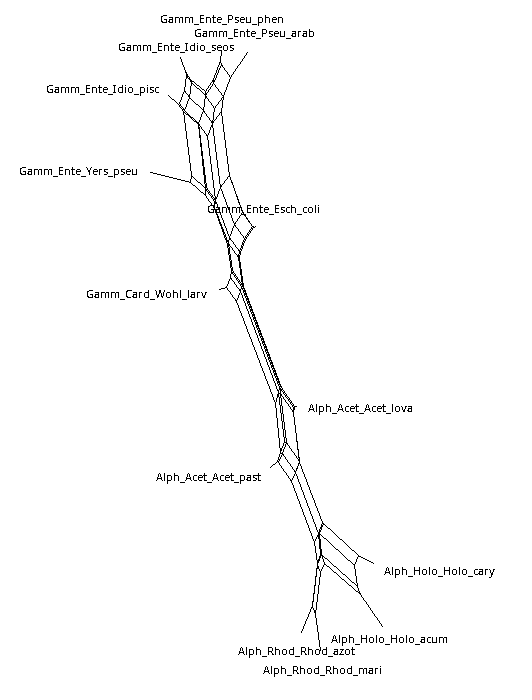 Gamm_Ente_Pseu_phen
Gamm_Ente_Pseu_arab
Gamm_Ente_Idio_seos
Gamm_Ente_Idio_pisc
Gamm_Ente_Yers_pseu
Gamm_Ente_Esch_coli
Gamm_Card_Wohl_larv
Alph_Acet_Acet_lova
Alph_Acet_Acet_past
Alph_Holo_Holo_cary
Alph_Holo_Holo_acum
Alph_Rhod_Rhod_azot
Alph_Rhod_Rhod_mari